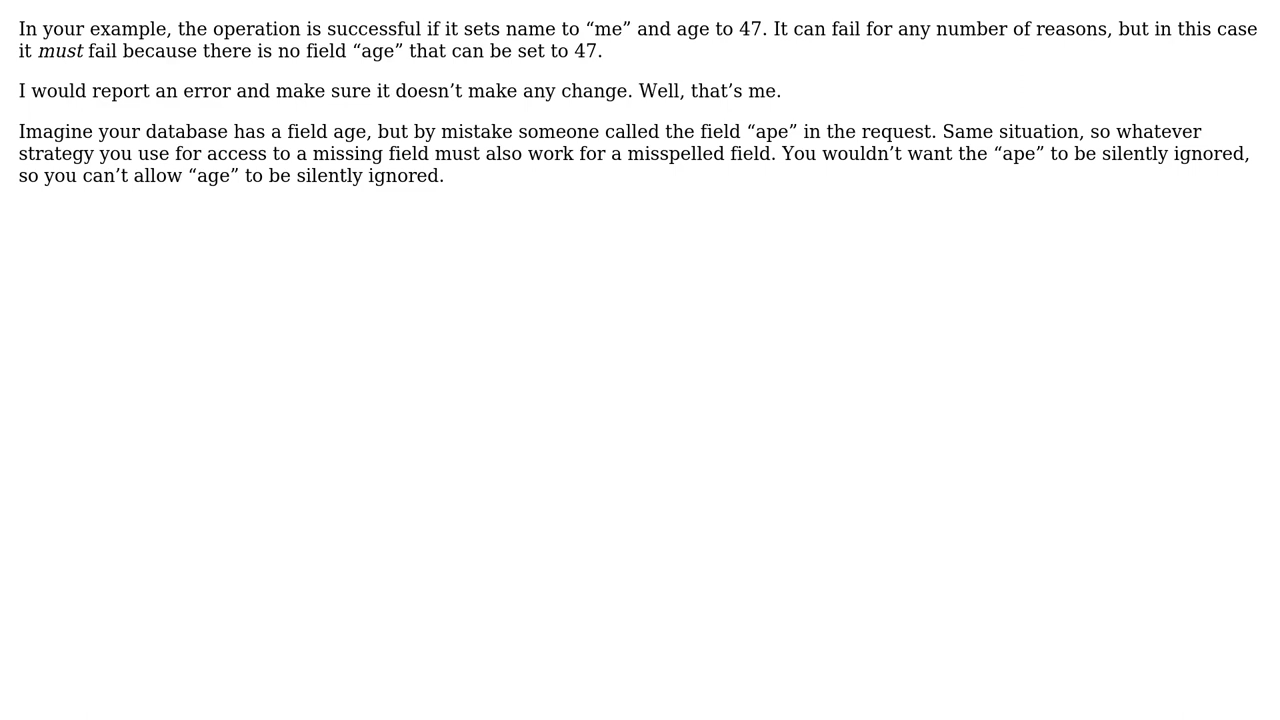 In your example, the operation is successful if it sets name to “me” and age to 47. It can fail for any number of reasons, but in this case
it must fail because there is no field “age” that can be set to 47.
I would report an error and make sure it doesn’t make any change. Well, that’s me.
Imagine your database has a field age, but by mistake someone called the field “ape” in the request. Same situation, so whatever
strategy you use for access to a missing field must also work for a misspelled field. You wouldn’t want the “ape” to be silently ignored,
so you can’t allow “age” to be silently ignored.